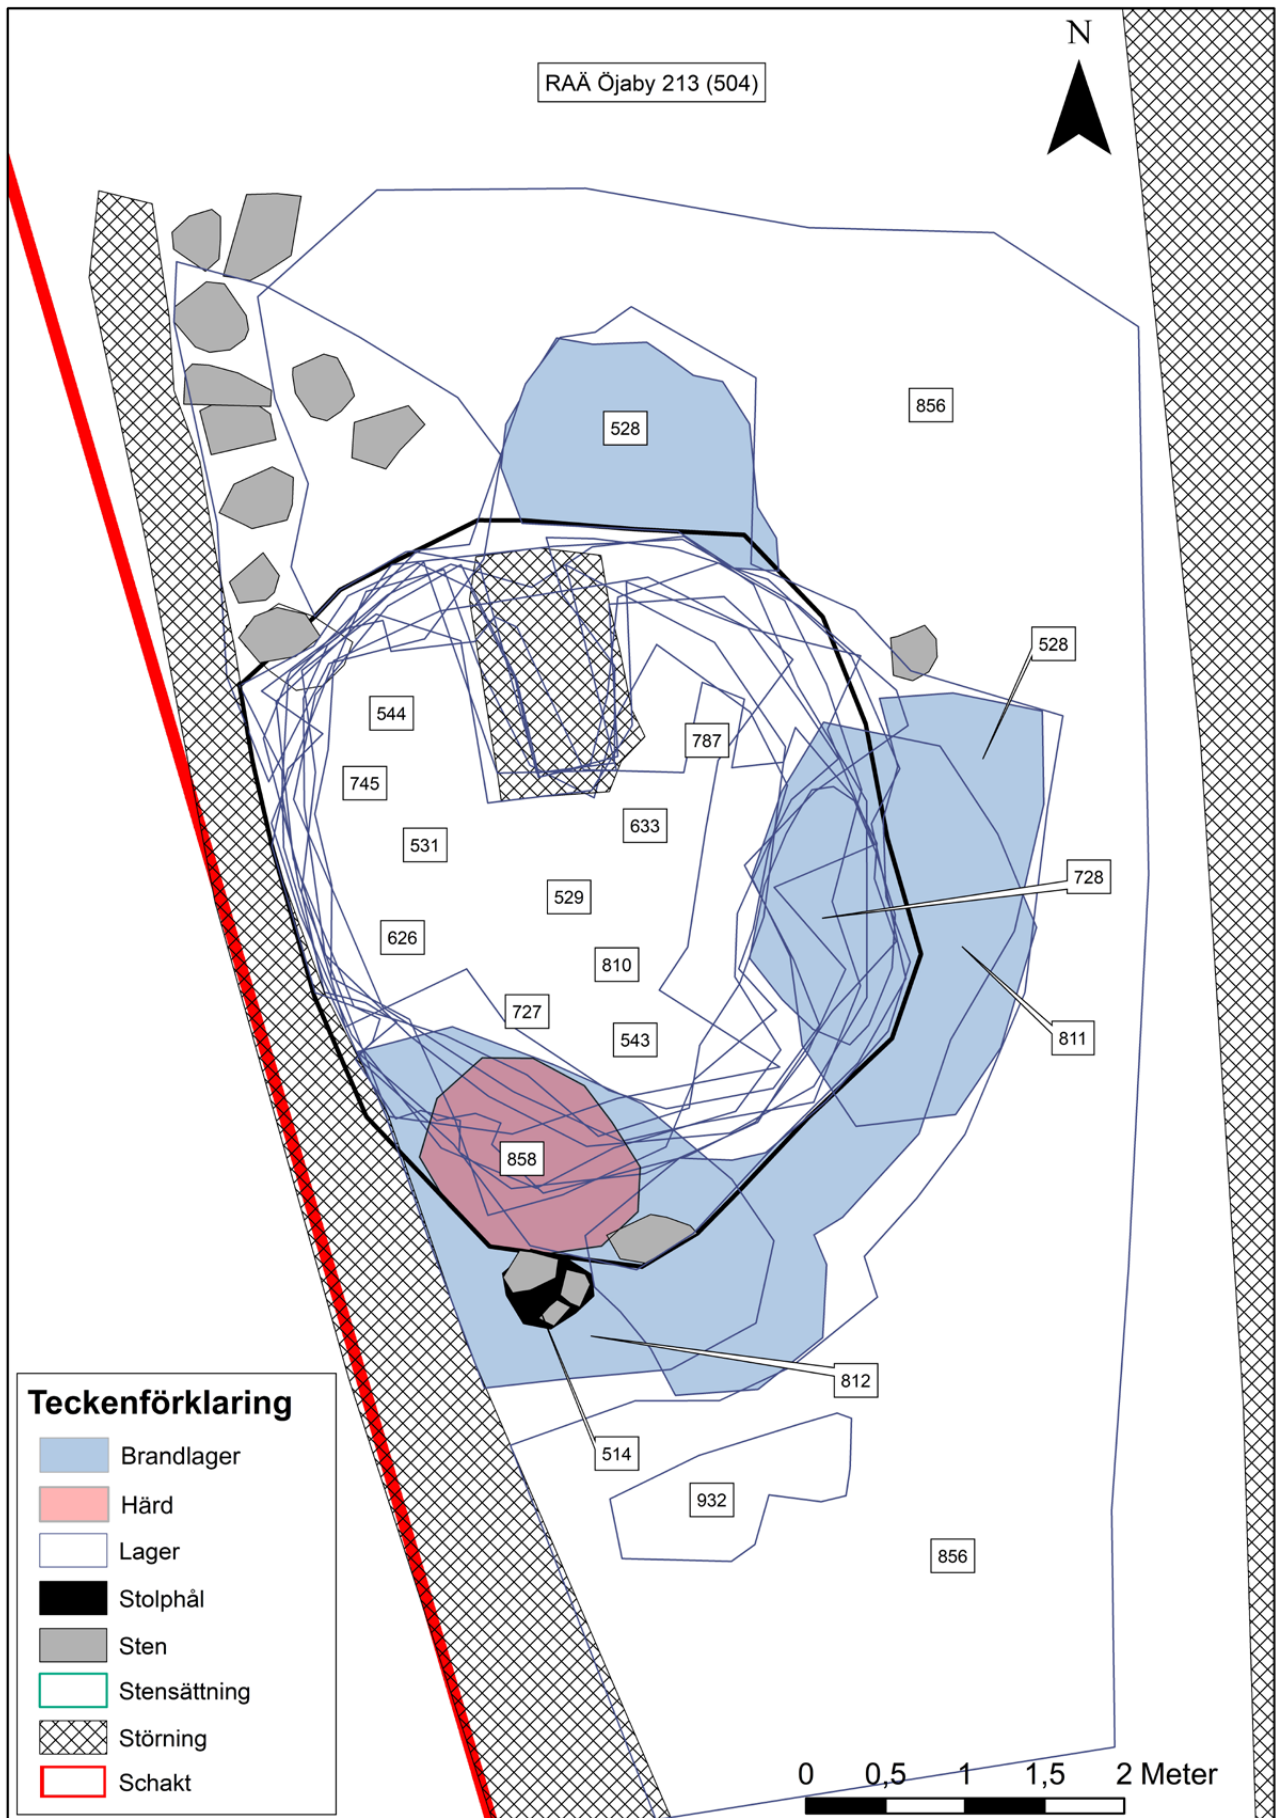 N
RAÄ Öjaby 213 (504)
856
528
528
544
787
745
633
531
728
529
626
810
727
543
811
858
812
514
932
856
Teckenförklaring
Brandlager
Härd
Lager
Stolphål
Sten
Stensättning
Störning
Schakt
0 0,5 1 1,5 2 Meter